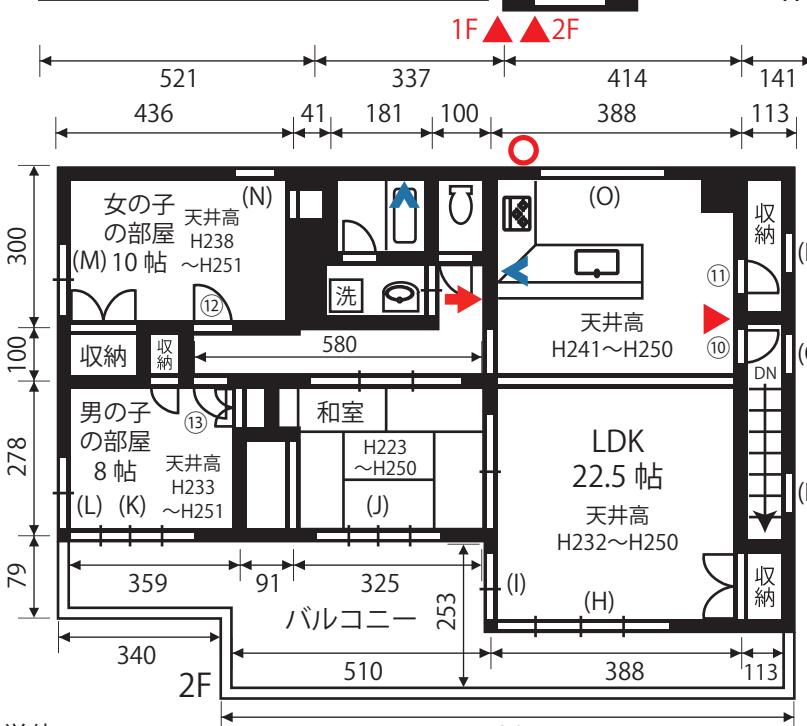 1F 2F
521 337 414 141
436 41 181 100 388 113
女の子
の部屋
10 帖
天井高
H238
～H251
(M)
(N)
(O)
収納
300
洗
⑪
⑫
天井高
H241～H250
⑩
100
収納
収納
580
DN
男の子
の部屋
8 帖
⑬
天井高
H233
～H251
和室
H223
～H250
LDK
22.5 帖
天井高
H232～H250
278
(L) (K)
(J)
359 91 325
79
253
(I)
(H)
収納
バルコニー
340
510 388 113
2F